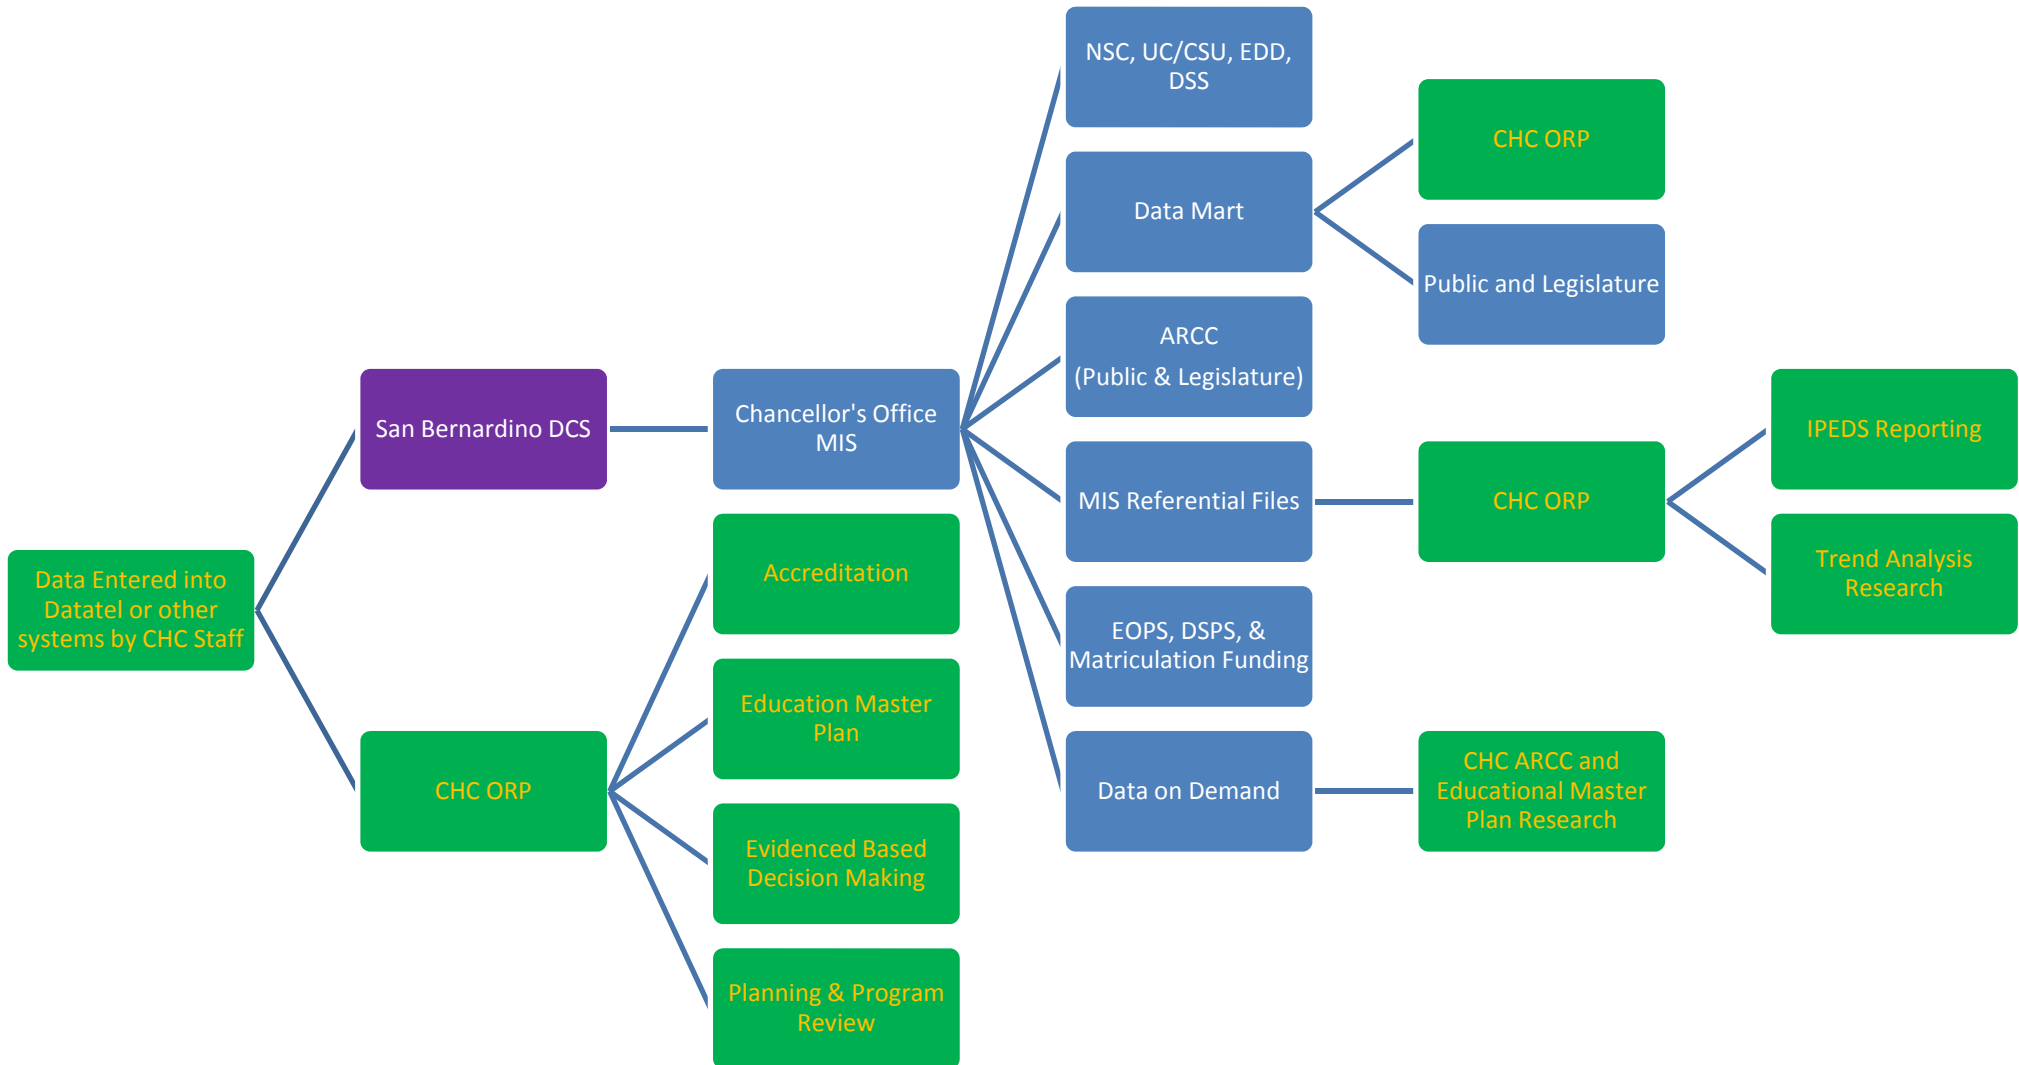 Data Entered into
Datatel or other
systems by CHC Staff
San Bernardino DCS
Chancellor's Office
MIS
NSC, UC/CSU, EDD,
DSS
Data Mart
CHC ORP
Public and Legislature
ARCC
(Public & Legislature)
MIS Referential Files
CHC ORP
IPEDS Reporting
Trend Analysis
Research
EOPS, DSPS, &
Matriculation Funding
Data on Demand
CHC ARCC and
Educational Master
Plan Research
CHC ORP
Accreditation
Education Master
Plan
Evidenced Based
Decision Making
Planning & Program
Review